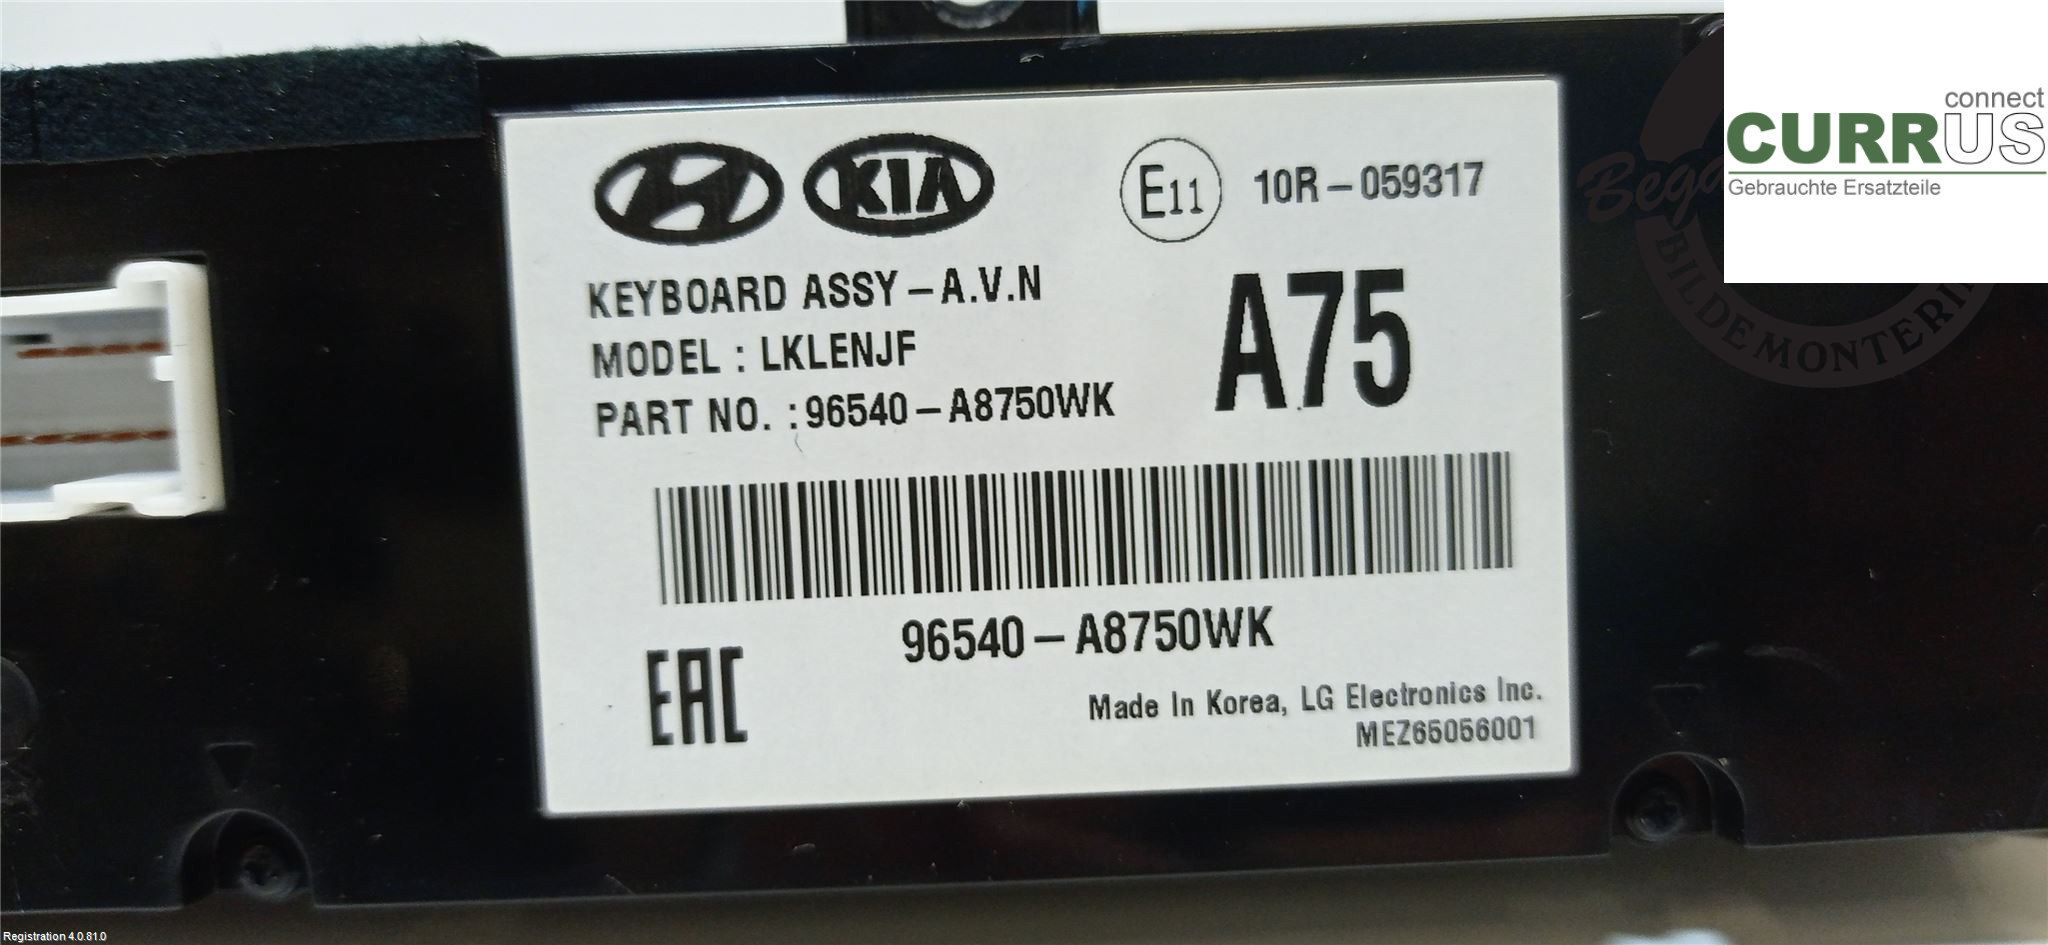 KIA
E11 10R-059317
KEYBOARD ASSY-A.V.N
MODEL : LKLENJF
PART NO. :96540-A8750WK
A75
96540-A8750WK
EAC
Made In Korea, LG Electronics Inc.
MEZ65056001
connect
CURRUS
Gebrauchte Ersatzteile
BILDEMONTERIN
Registration 4.0.81.0